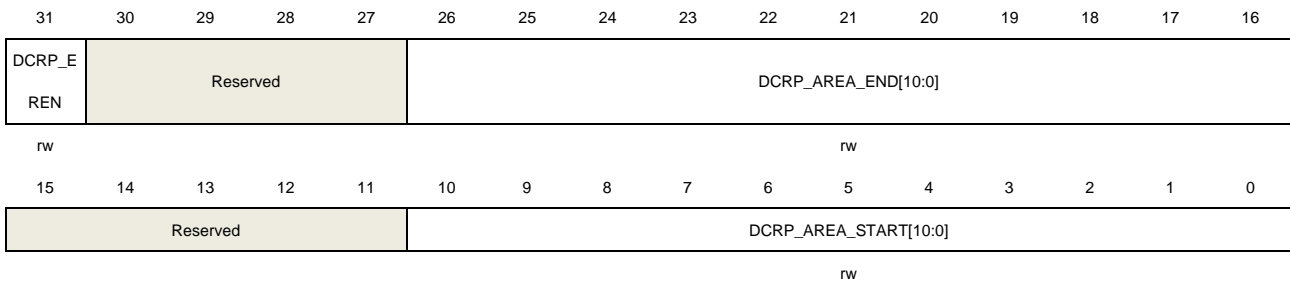 31 30 29 28 27 26 25 24 23 22 21 20 19 18 17 16
DCRP_E
REN
Reserved
DCRP_AREA_END[10:0]
rw rw
15 14 13 12 11 10 9 8 7 6 5 4 3 2 1 0
Reserved DCRP_AREA_START[10:0]
rw